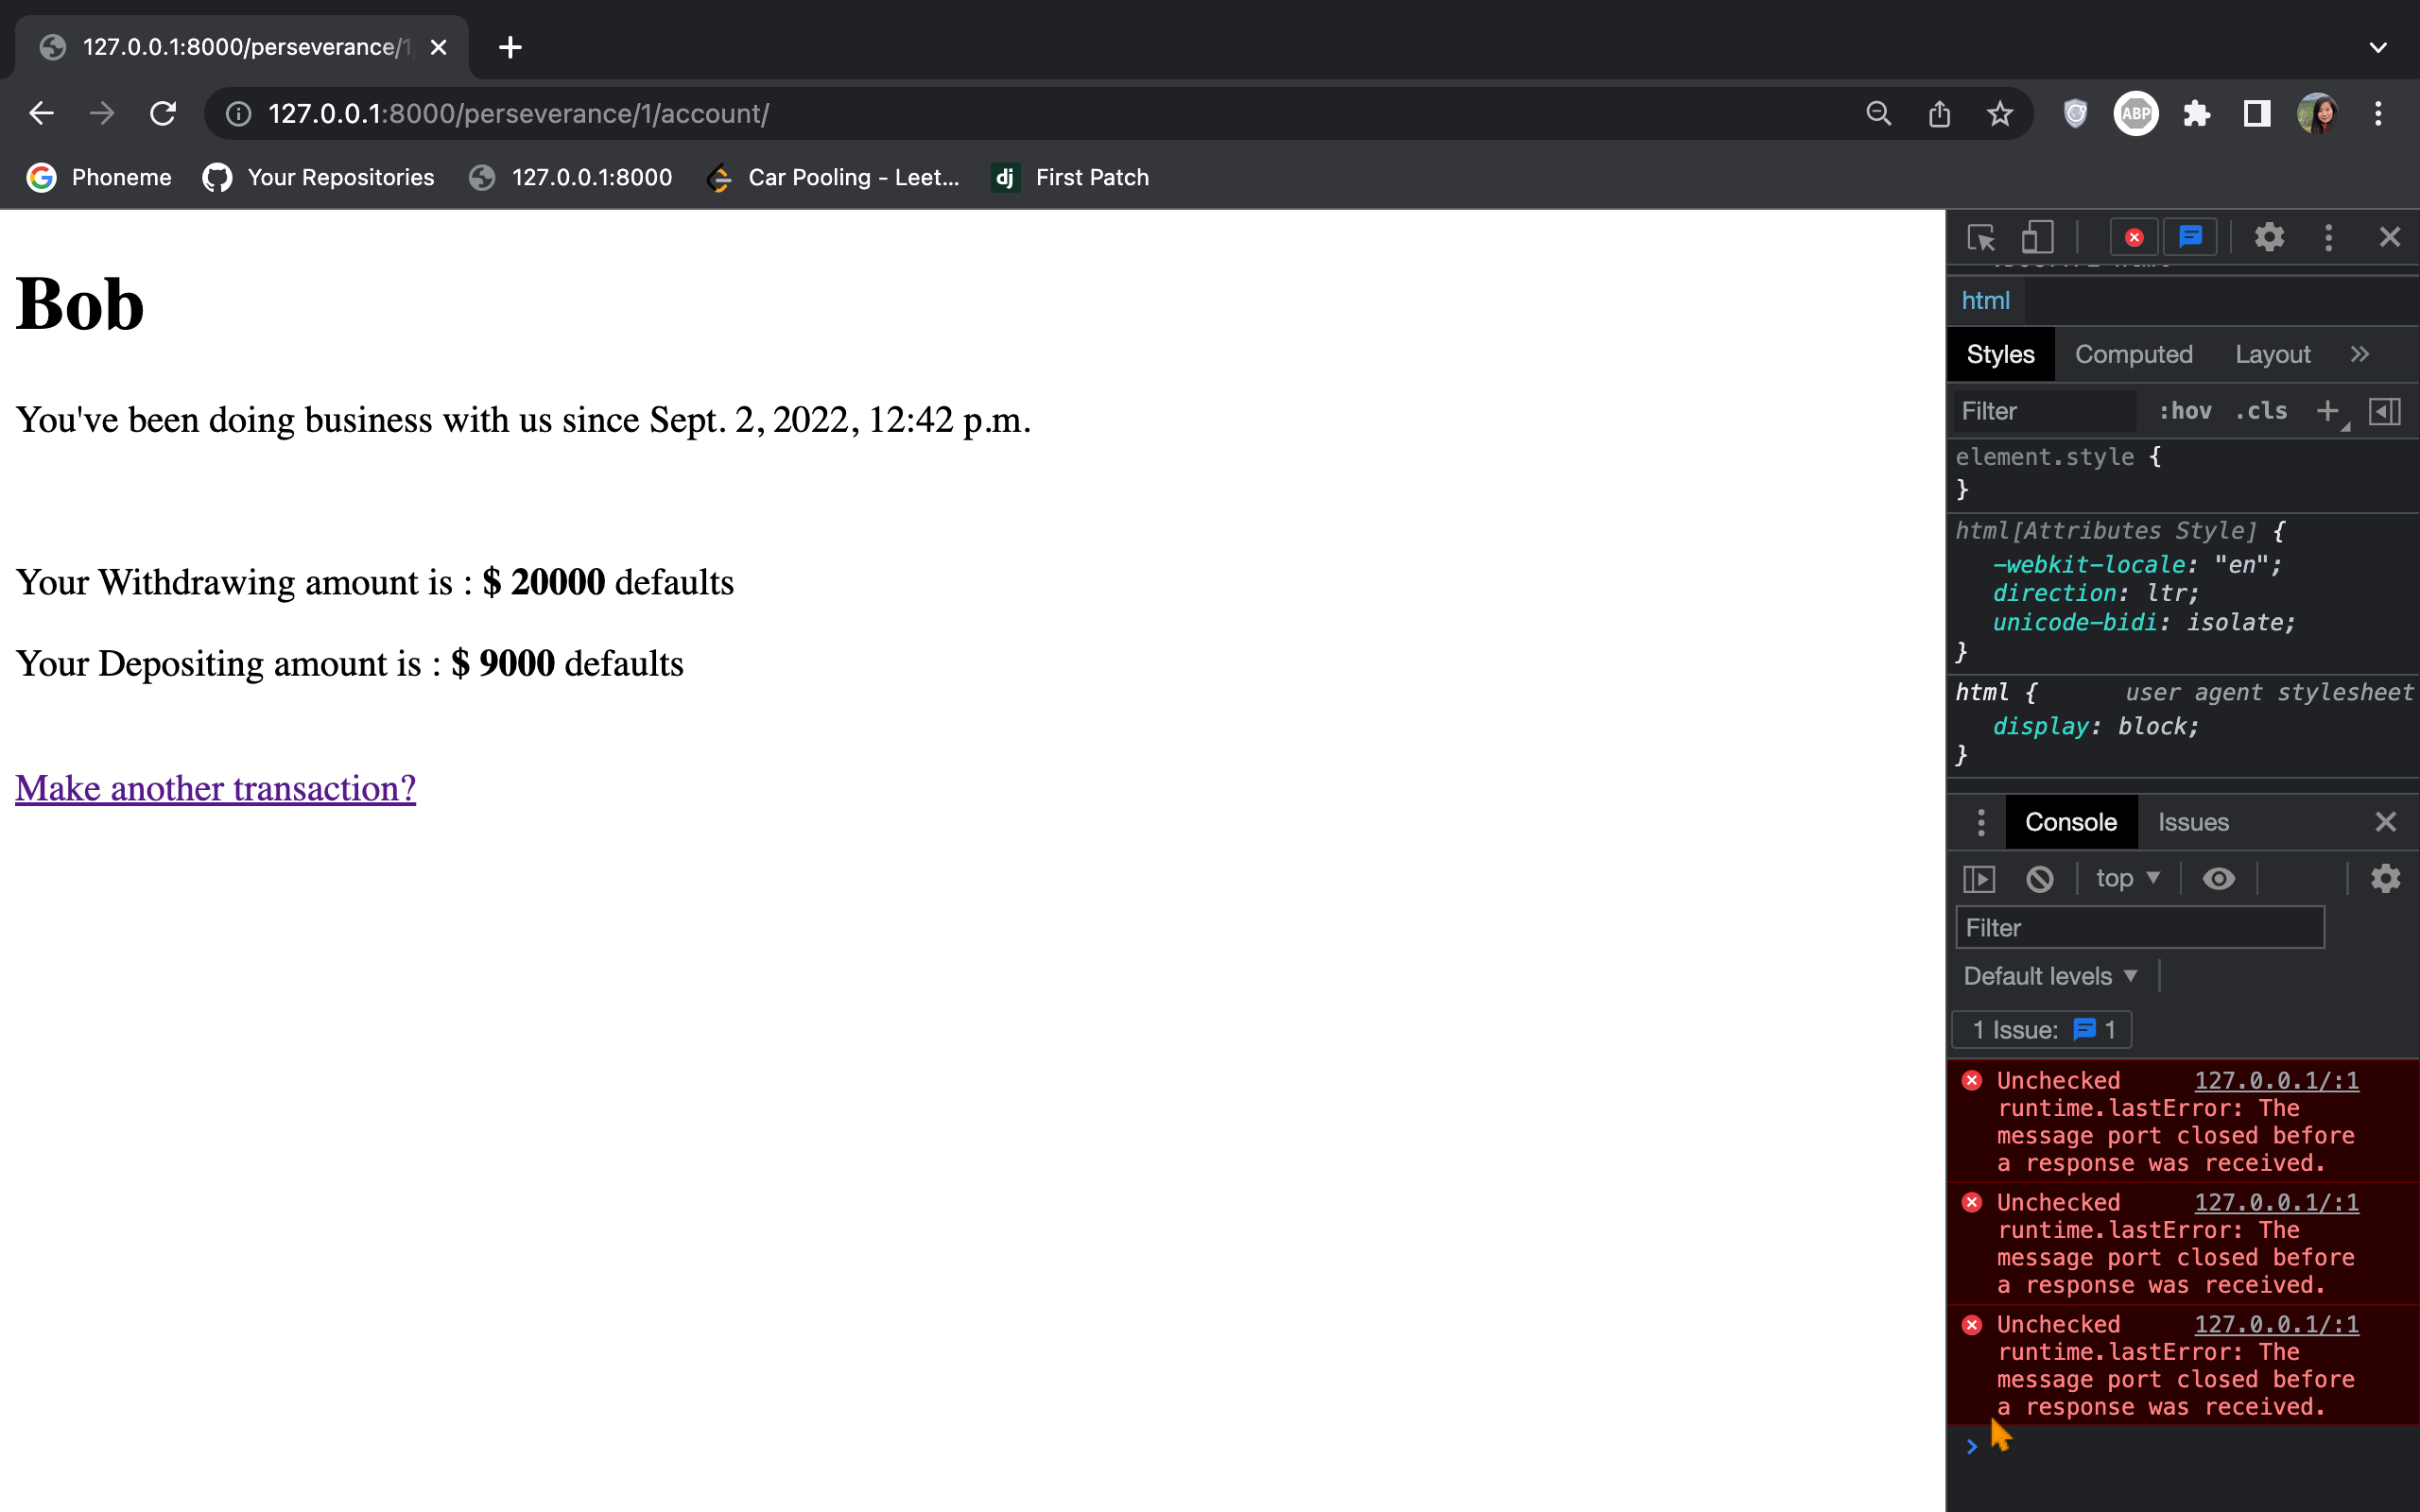 127.0.0.1:8000/perseverance/1
127.0.0.1:8000/perseverance/1/account/
ABP
Phoneme
Your Repositories
127.0.0.1:8000
Car Pooling - Leet...
dj First Patch
Bob
You've been doing business with us since Sept. 2, 2022, 12:42 p.m.
Your Withdrawing amount is : $ 20000 defaults
Your Depositing amount is : $ 9000 defaults
Make another transaction?
html
Styles Computed Layout »
Filter :hov .cls +
element.style {
}
html[Attributes Style] {
-webkit-locale: "en";
direction: ltr;
unicode-bidi: isolate;
}
html { user agent stylesheet
display: block;
}
Console Issues
top
Filter
Default levels
1 Issue: 1
Unchecked 127.0.0.1/:1
runtime.lastError: The
message port closed before
a response was received.
Unchecked 127.0.0.1/:1
runtime.lastError: The
message port closed before
a response was received.
Unchecked 127.0.0.1/:1
runtime.lastError: The
message port closed before
a response was received.
>